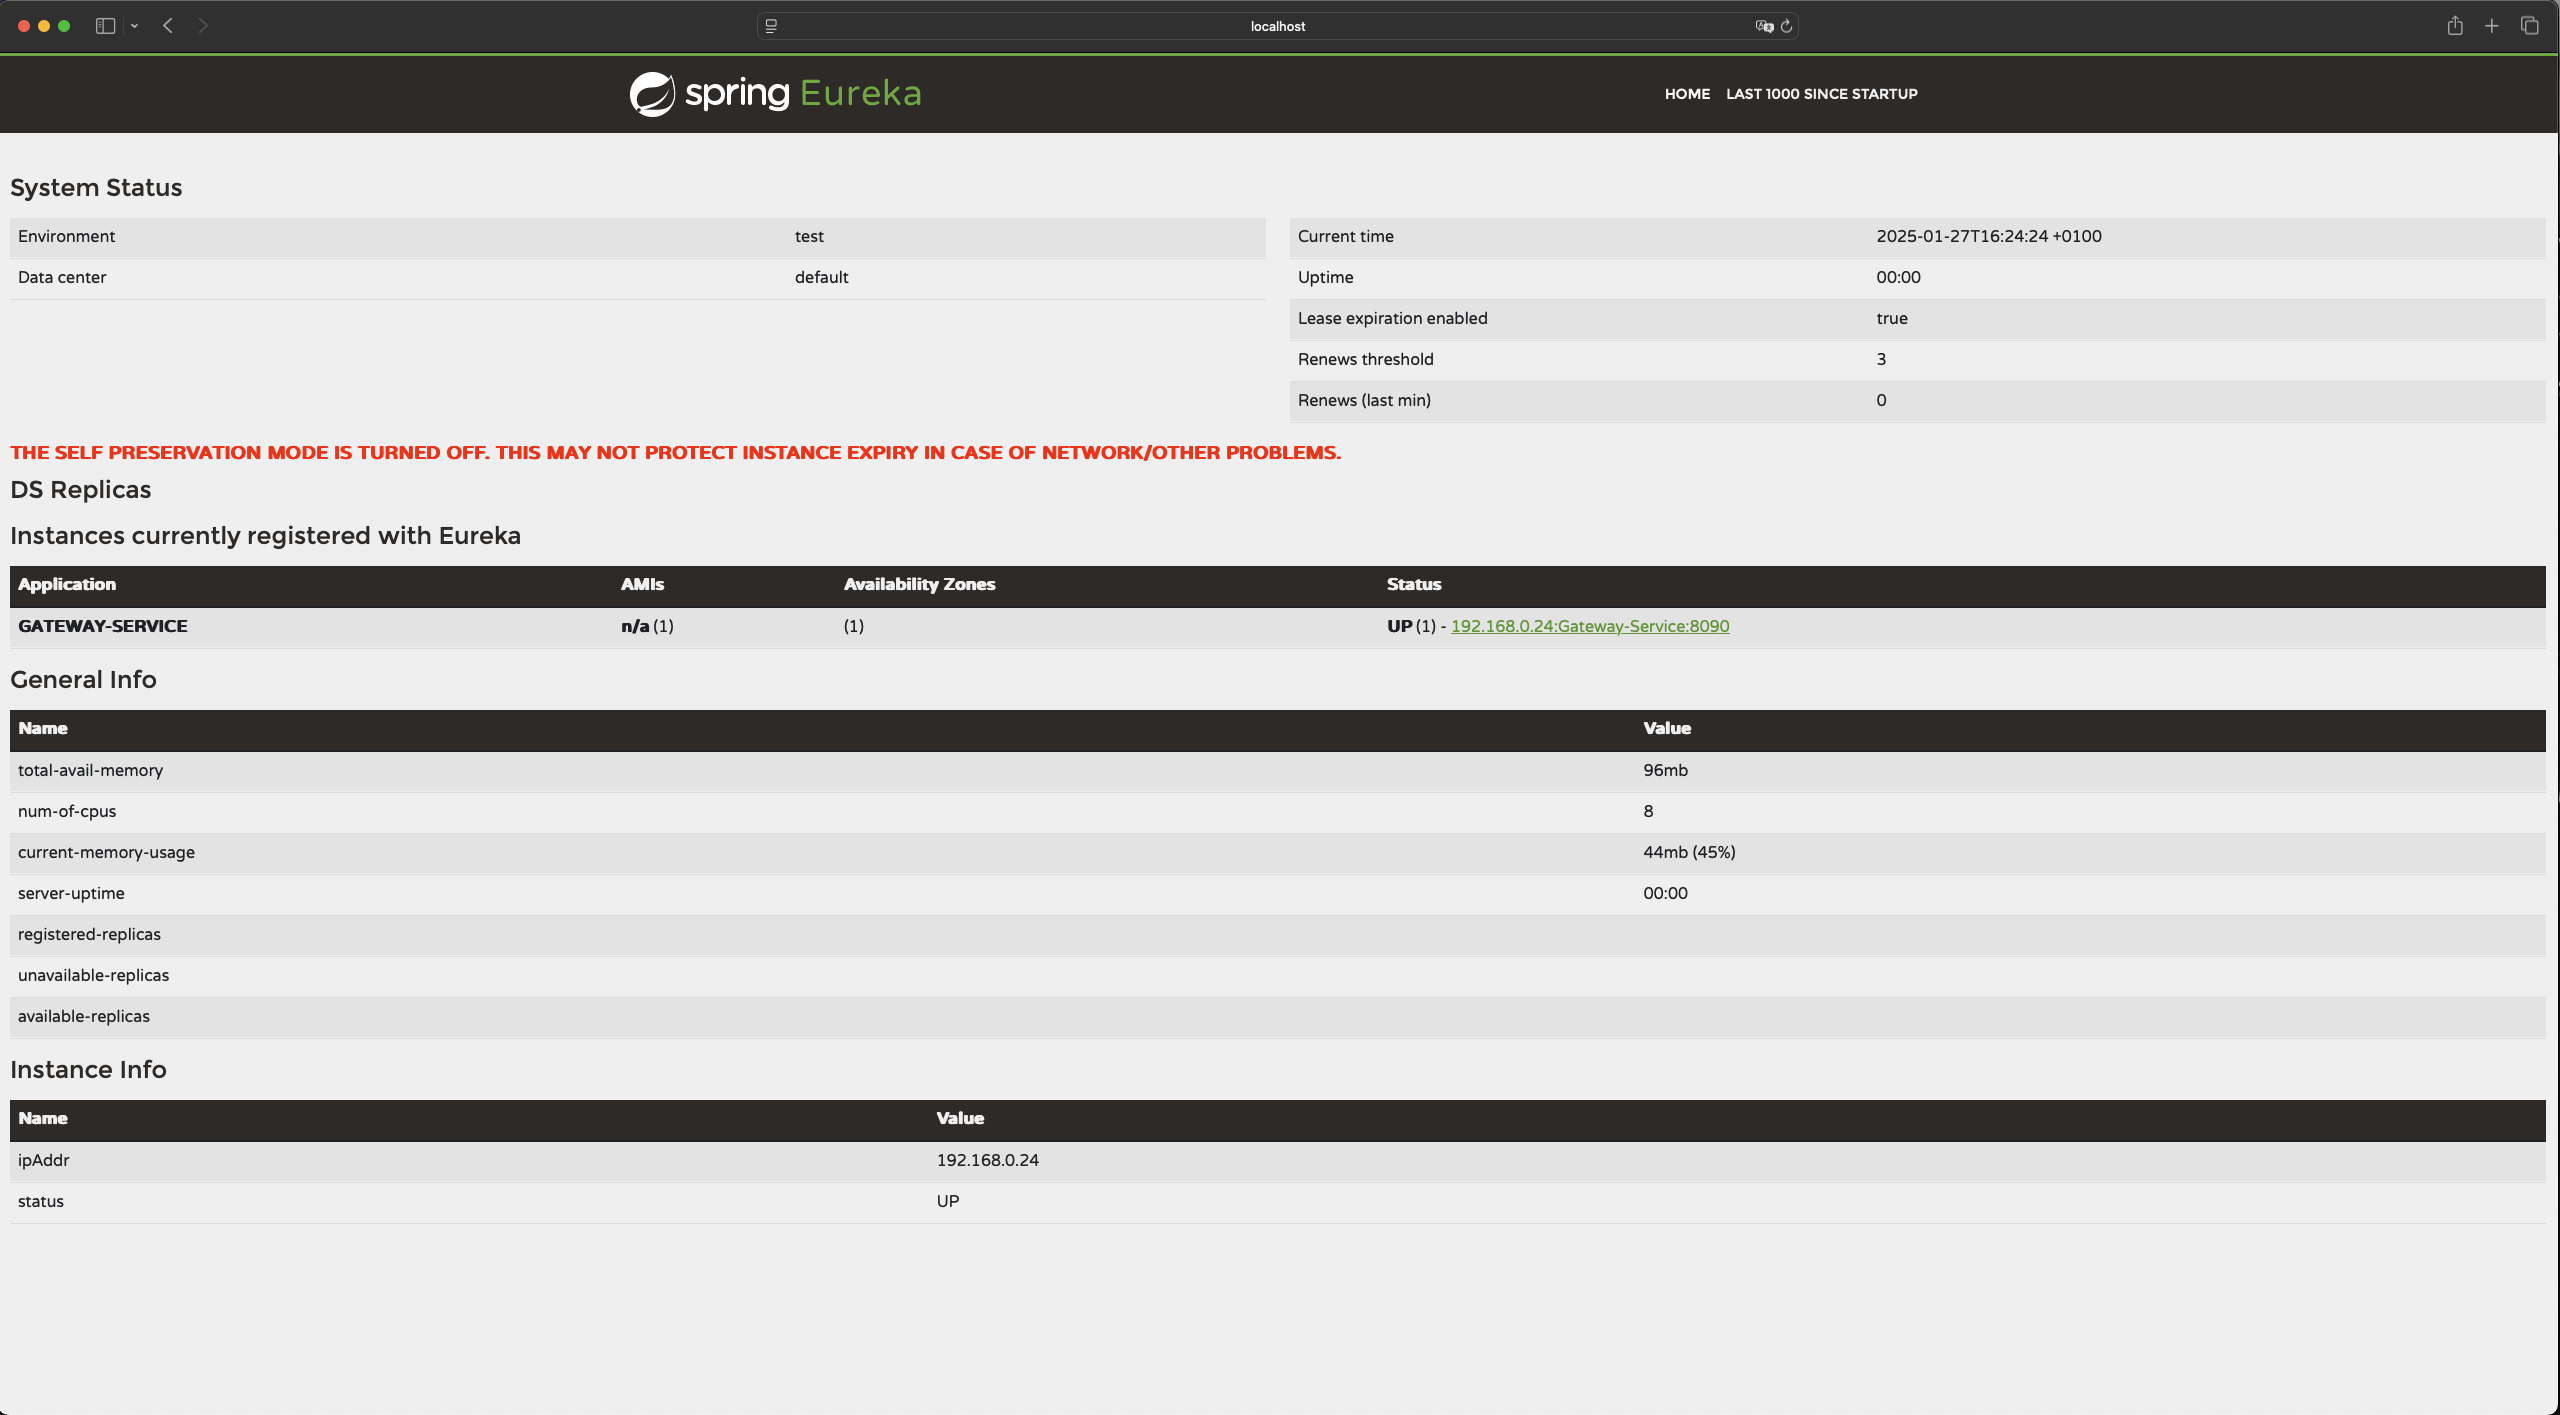 localhost
spring Eureka
HOME LAST 1000 SINCE STARTUP
System Status
Environment test
Data center default
Current time 2025-01-27T16:24:24 +0100
Uptime 00:00
Lease expiration enabled true
Renews threshold 3
Renews (last min) 0
THE SELF PRESERVATION MODE IS TURNED OFF. THIS MAY NOT PROTECT INSTANCE EXPIRY IN CASE OF NETWORK/OTHER PROBLEMS.
DS Replicas
Instances currently registered with Eureka
Application AMIs Availability Zones Status
GATEWAY-SERVICE n/a (1) (1) UP (1) - 192.168.0.24:Gateway-Service:8090
General Info
Name Value
total-avail-memory 96mb
num-of-cpus 8
current-memory-usage 44mb (45%)
server-uptime 00:00
registered-replicas
unavailable-replicas
available-replicas
Instance Info
Name Value
ipAddr 192.168.0.24
status UP